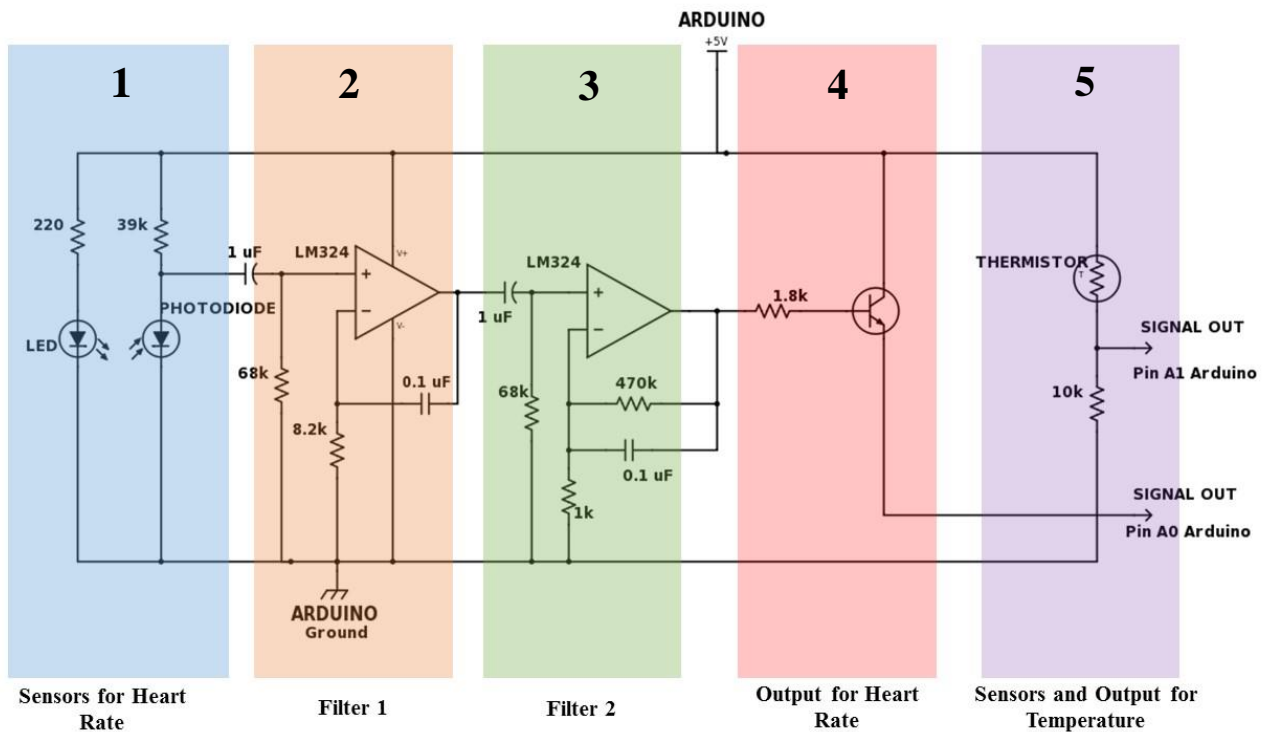 ARDUINO
+5V
1
2
3
4
5
220
39k
1 uF
LM324
V+
+
−
V-
PHOTODIODE
LED
68k
0.1 uF
8.2k
1 uF
LM324
+
−
68k
470k
0.1 uF
1k
1.8k
THERMISTOR
T
SIGNAL OUT
Pin A1 Arduino
10k
SIGNAL OUT
Pin A0 Arduino
ARDUINO
Ground
Sensors for Heart
Rate
Filter 1
Filter 2
Output for Heart
Rate
Sensors and Output for
Temperature